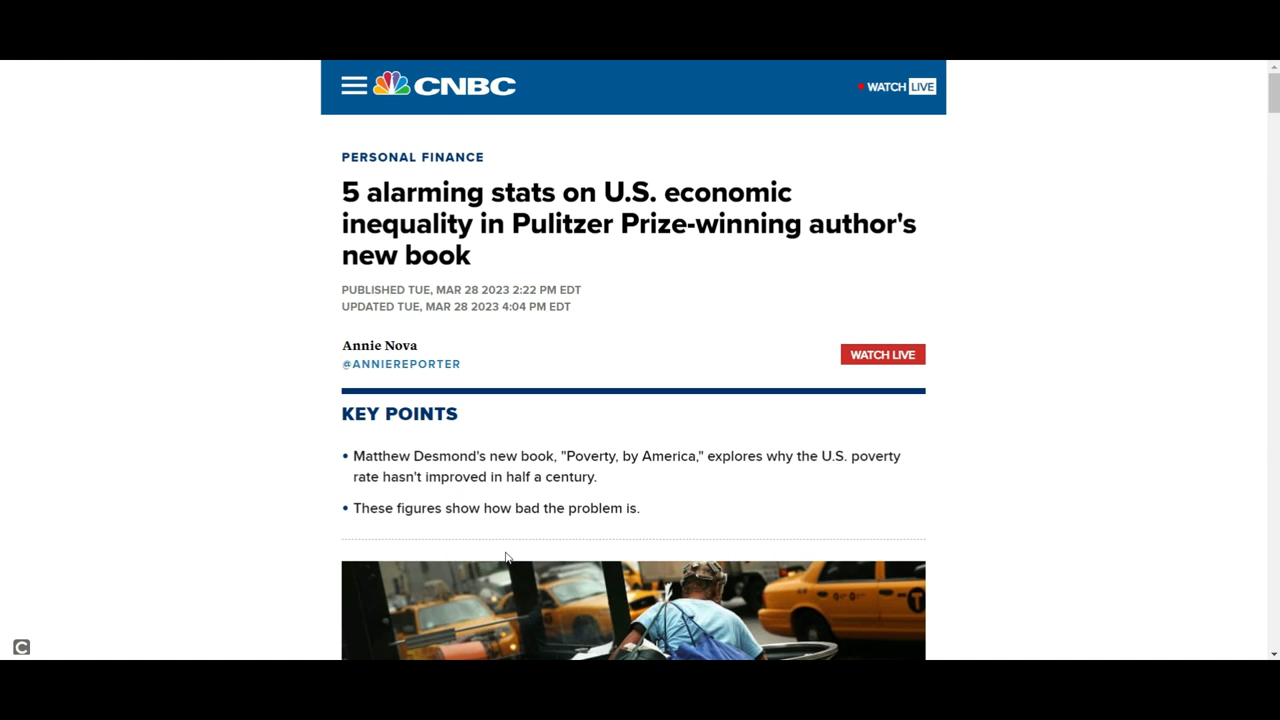 CNBC
WATCH LIVE
PERSONAL FINANCE
5 alarming stats on U.S. economic
inequality in Pulitzer Prize-winning author's
new book
PUBLISHED TUE, MAR 28 2023 2:22 PM EDT
UPDATED TUE, MAR 28 2023 4:04 PM EDT
Annie Nova
@ANNIEREPORTER
WATCH LIVE
KEY POINTS
• Matthew Desmond's new book, "Poverty, by America," explores why the U.S. poverty
rate hasn't improved in half a century.
• These figures show how bad the problem is.
T
C